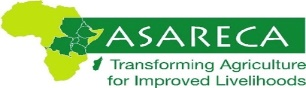 ASARECA
Transforming Agriculture
for Improved Livelihoods